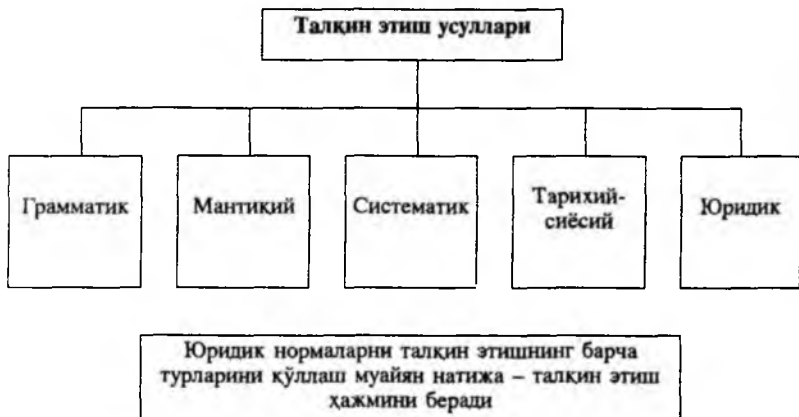 Талқин этиш усуллари
Грамматик
Мантиқий
Систематик
Тарихий-
сиёсий
Юридик
Юридик нормаларни талқин этишнинг барча
турларини қўллаш муайян натижа – талқин этиш
ҳажмини беради